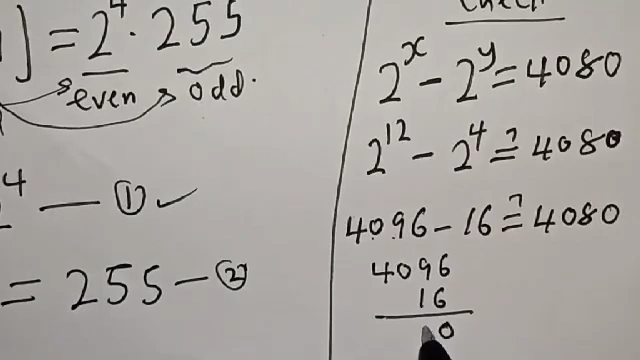 ] = 2⁴ · 255
even odd.
4 — ①✓
= 255 — ②
Check!
2ˣ − 2ʸ = 4080
2¹² − 2⁴ ≟ 4080
4096 − 16 ≟ 4080
4096
16
0